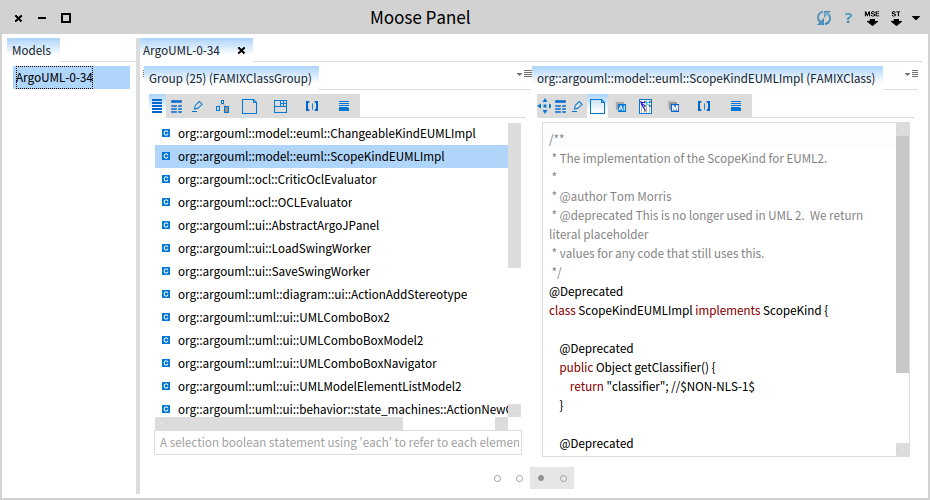 Moose Panel
?
MSE
ST
Models
ArgoUML-0-34
ArgoUML-0-34
Group (25) (FAMIXClassGroup)
org::argouml::model::euml::ChangeableKindEUMLImpl
org::argouml::model::euml::ScopeKindEUMLImpl
org::argouml::ocl::CriticOclEvaluator
org::argouml::ocl::OCLEvaluator
org::argouml::ui::AbstractArgoJPanel
org::argouml::ui::LoadSwingWorker
org::argouml::ui::SaveSwingWorker
org::argouml::uml::diagram::ui::ActionAddStereotype
org::argouml::uml::ui::UMLComboBox2
org::argouml::uml::ui::UMLComboBoxModel2
org::argouml::uml::ui::UMLComboBoxNavigator
org::argouml::uml::ui::UMLModelElementListModel2
org::argouml::uml::ui::behavior::state_machines::ActionNew
A selection boolean statement using 'each' to refer to each elemen
org::argouml::model::euml::ScopeKindEUMLImpl (FAMIXClass)
/**
* The implementation of the ScopeKind for EUML2.
*
* @author Tom Morris
* @deprecated This is no longer used in UML 2.  We return
literal placeholder
* values for any code that still uses this.
*/
@Deprecated
class ScopeKindEUMLImpl implements ScopeKind {
@Deprecated
public Object getClassifier() {
return "classifier"; //$NON-NLS-1$
}
@Deprecated